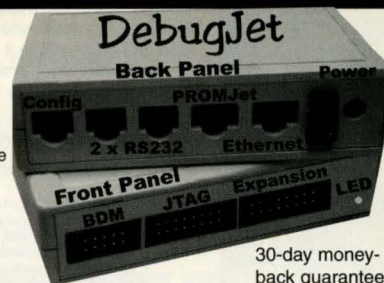 DebugJet
Back Panel
Power
Config
PROMJet
2 x RS232
Ethernet
Front Panel
BDM
JTAG
Expansion
LED
30-day money-
back guarantee